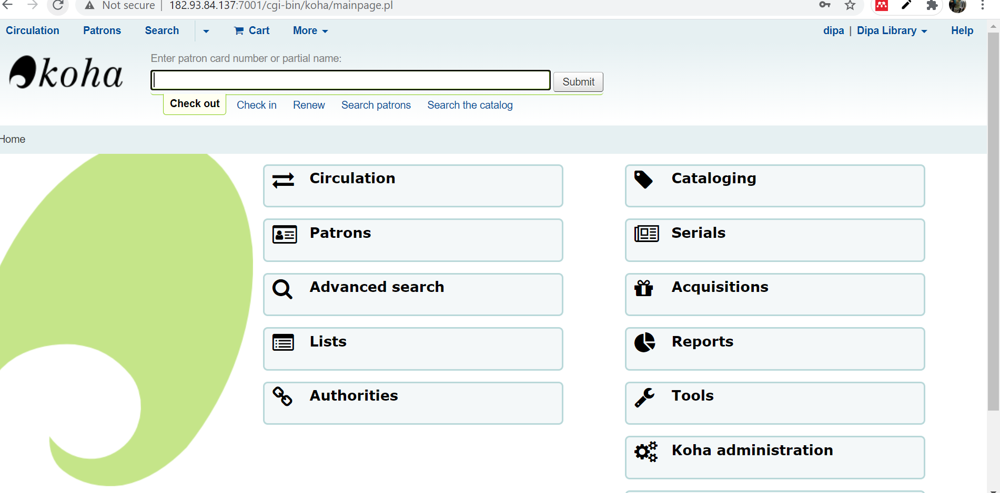 Not secure | 182.93.84.137:7001/cgi-bin/koha/mainpage.pl
Circulation Patrons Search Cart More dipa | Dipa Library Help
koha
Enter patron card number or partial name:
Submit
Check out Check in Renew Search patrons Search the catalog
Home
Circulation
Cataloging
Patrons
Serials
Advanced search
Acquisitions
Lists
Reports
Authorities
Tools
Koha administration